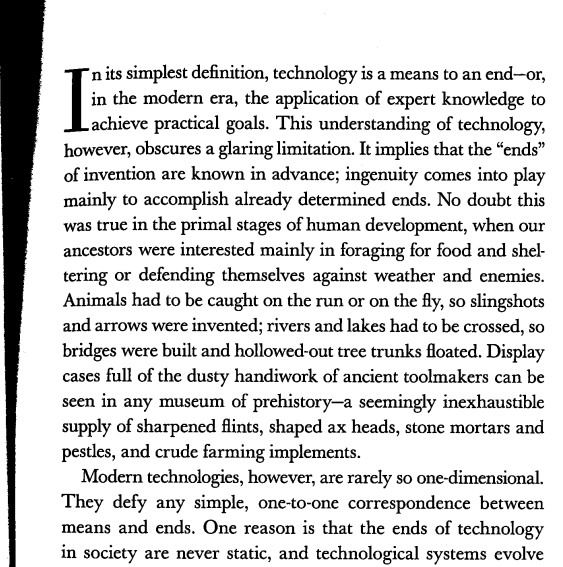 In its simplest definition, technology is a means to an end—or,
in the modern era, the application of expert knowledge to
achieve practical goals. This understanding of technology,
however, obscures a glaring limitation. It implies that the “ends”
of invention are known in advance; ingenuity comes into play
mainly to accomplish already determined ends. No doubt this
was true in the primal stages of human development, when our
ancestors were interested mainly in foraging for food and shel-
tering or defending themselves against weather and enemies.
Animals had to be caught on the run or on the fly, so slingshots
and arrows were invented; rivers and lakes had to be crossed, so
bridges were built and hollowed-out tree trunks floated. Display
cases full of the dusty handiwork of ancient toolmakers can be
seen in any museum of prehistory—a seemingly inexhaustible
supply of sharpened flints, shaped ax heads, stone mortars and
pestles, and crude farming implements.
Modern technologies, however, are rarely so one-dimensional.
They defy any simple, one-to-one correspondence between
means and ends. One reason is that the ends of technology
in society are never static, and technological systems evolve